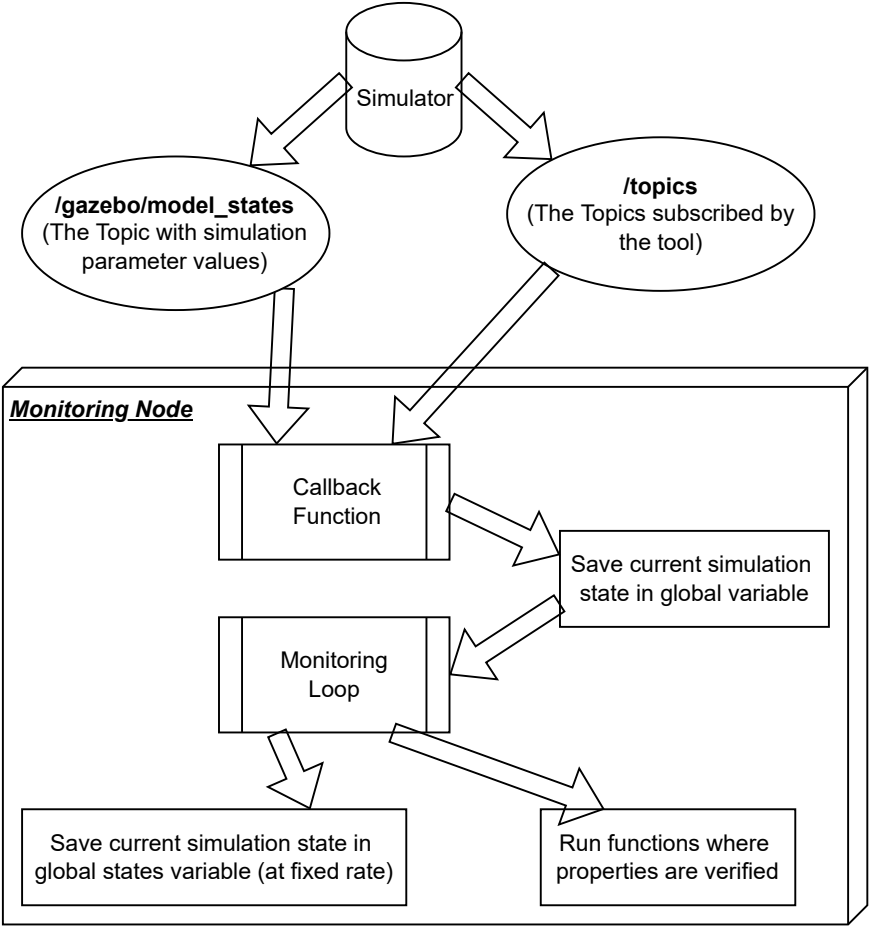 Simulator
/gazebo/model_states
(The Topic with simulation
parameter values)
/topics
(The Topics subscribed by
the tool)
Monitoring Node
Callback
Function
Save current simulation
state in global variable
Monitoring
Loop
Save current simulation state in
global states variable (at fixed rate)
Run functions where
properties are verified